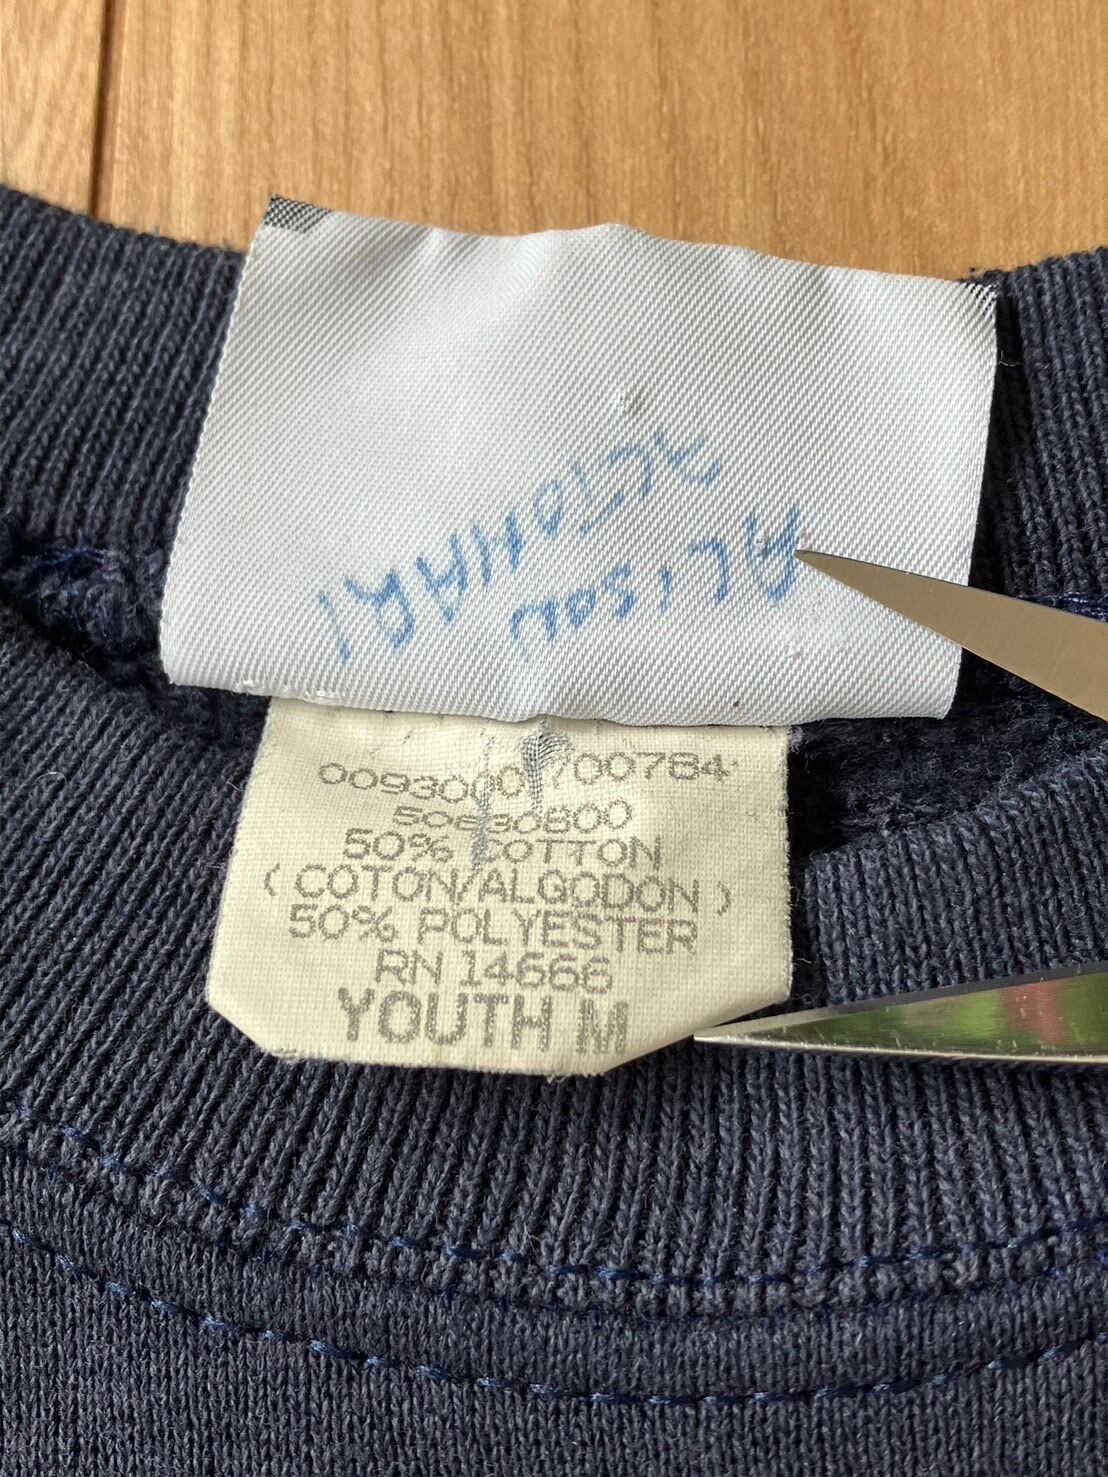 ALISON
50% COTTON
(COTON/ALGODON)
50% POLYESTER
RN 14666
YOUTH M